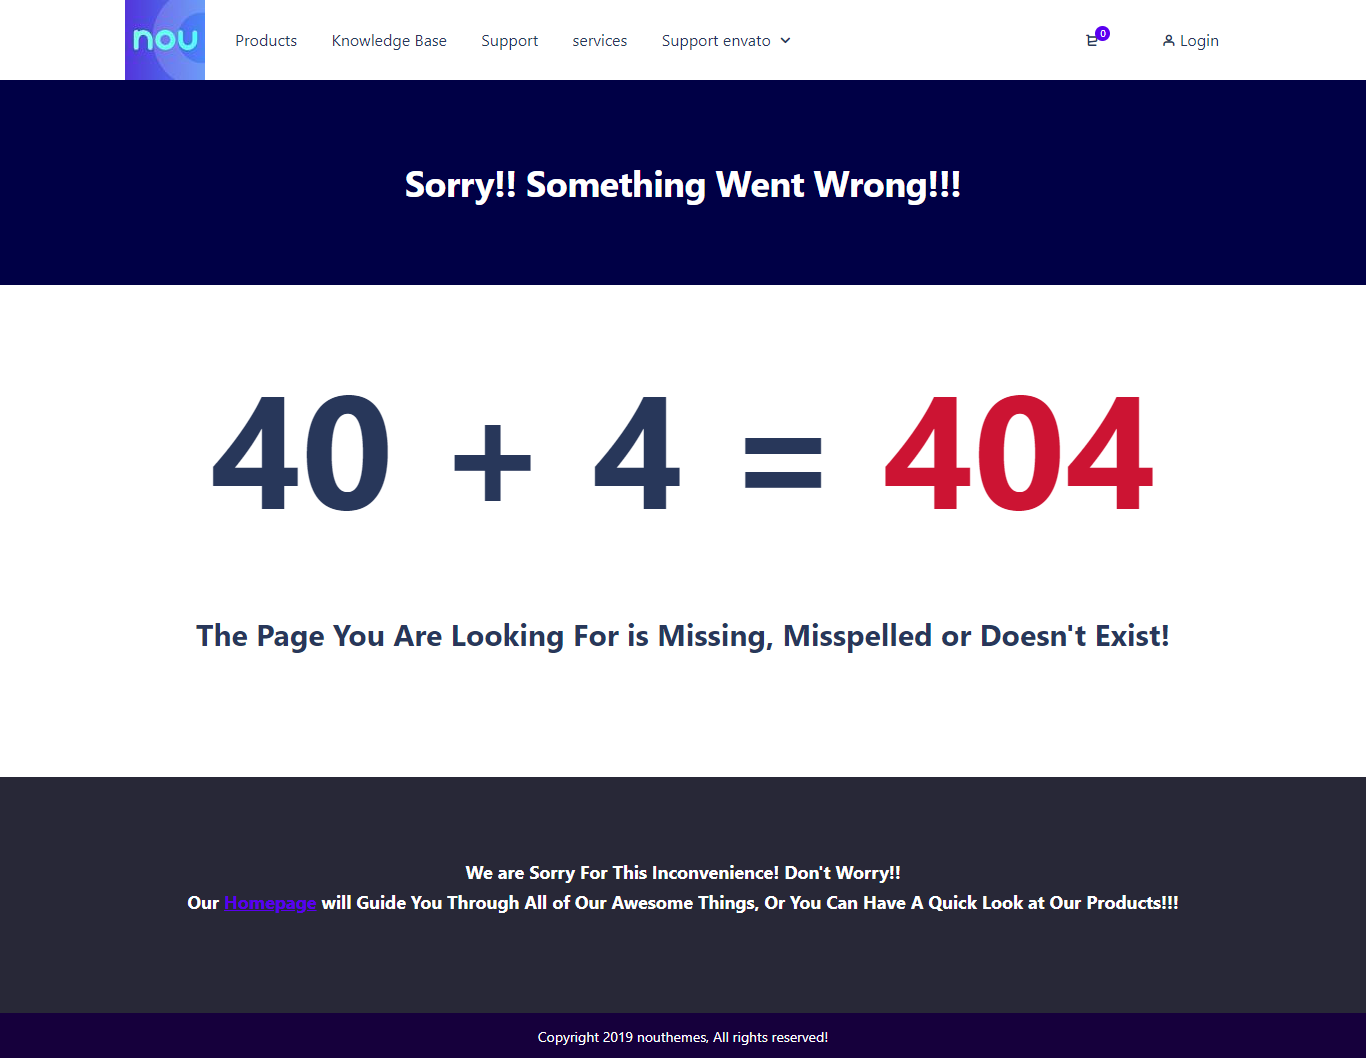 nou
Products Knowledge Base Support services Support envato 0 Login
Sorry!! Something Went Wrong!!!
40 + 4 = 404
The Page You Are Looking For is Missing, Misspelled or Doesn't Exist!
We are Sorry For This Inconvenience! Don't Worry!!
Our Homepage will Guide You Through All of Our Awesome Things, Or You Can Have A Quick Look at Our Products!!!
Copyright 2019 nouthemes, All rights reserved!